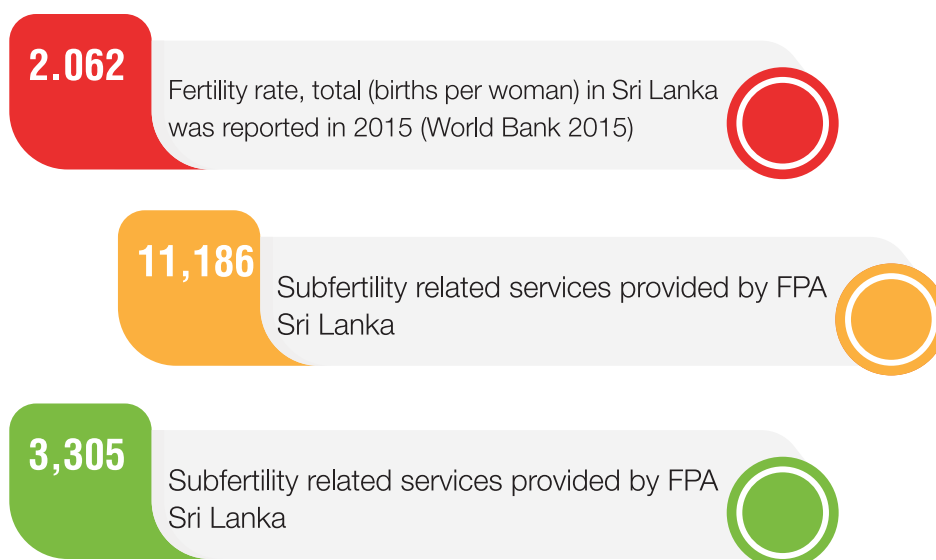 2.062
Fertility rate, total (births per woman) in Sri Lanka
was reported in 2015 (World Bank 2015)
11,186
Subfertility related services provided by FPA
Sri Lanka
3,305
Subfertility related services provided by FPA
Sri Lanka